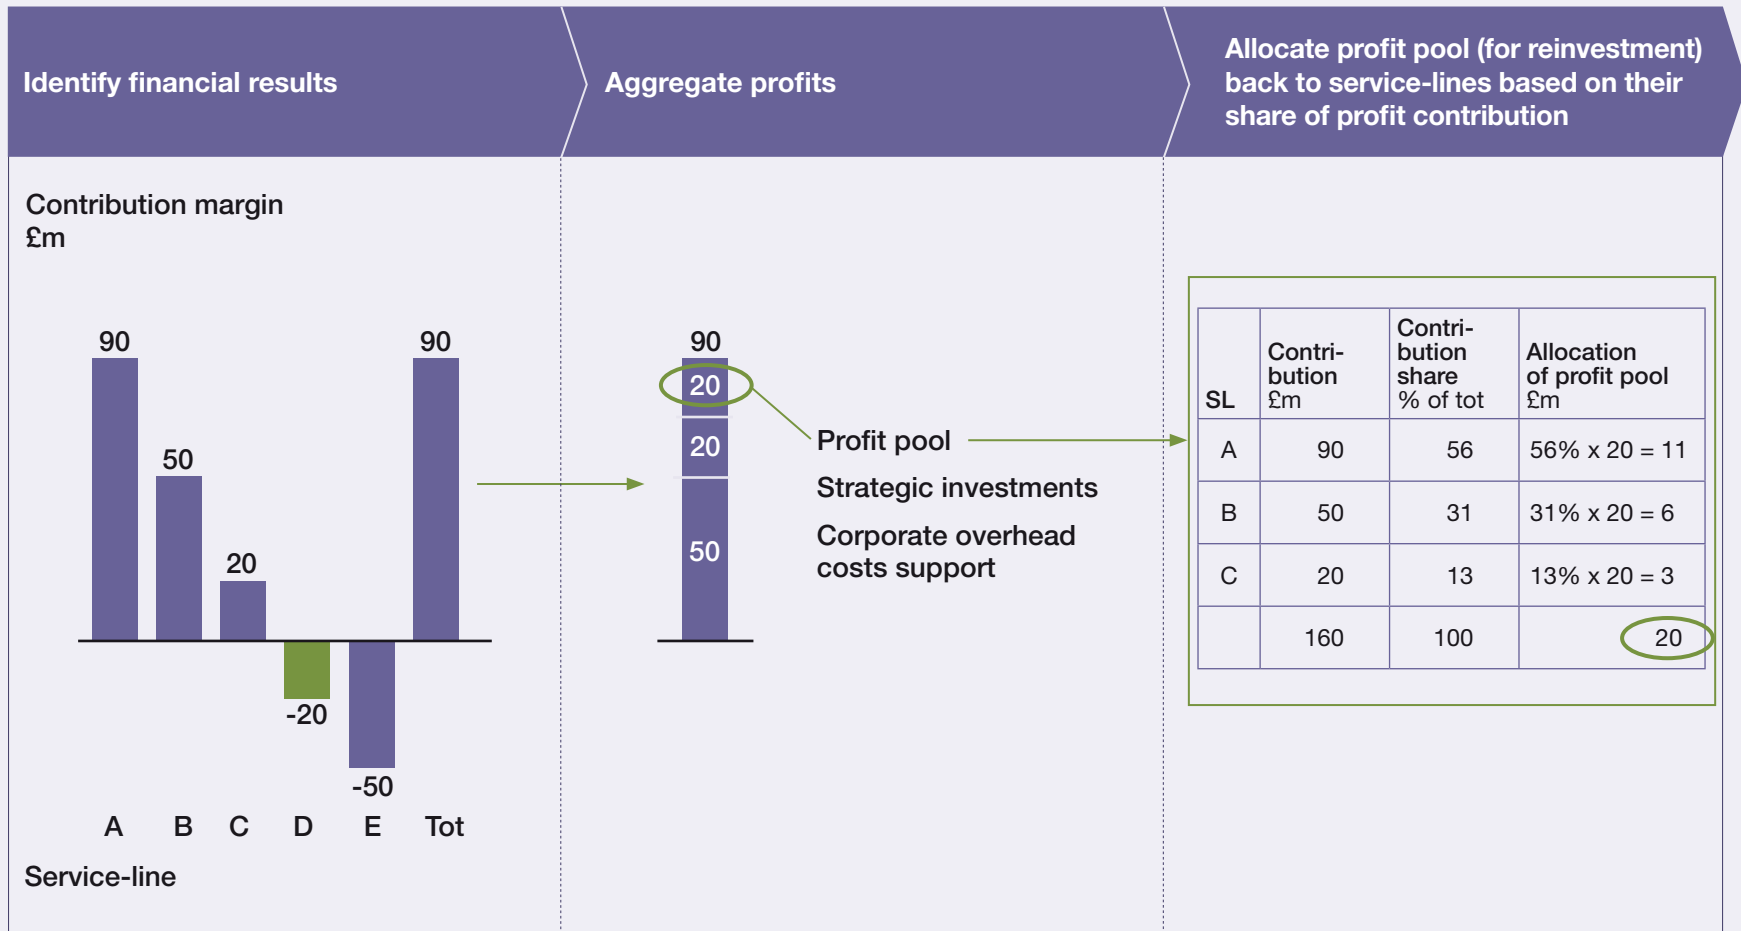 Identify financial results
Aggregate profits
Allocate profit pool (for reinvestment)
back to service-lines based on their
share of profit contribution
Contribution margin
£m
90
50
20
-20
-50
90
A B C D E Tot
Service-line
90
20
20
50
Profit pool
Strategic investments
Corporate overhead
costs support
SL
Contri-
bution
£m
Contri-
bution
share
% of tot
Allocation
of profit pool
£m
A 90 56 56% x 20 = 11
B 50 31 31% x 20 = 6
C 20 13 13% x 20 = 3
160 100 20